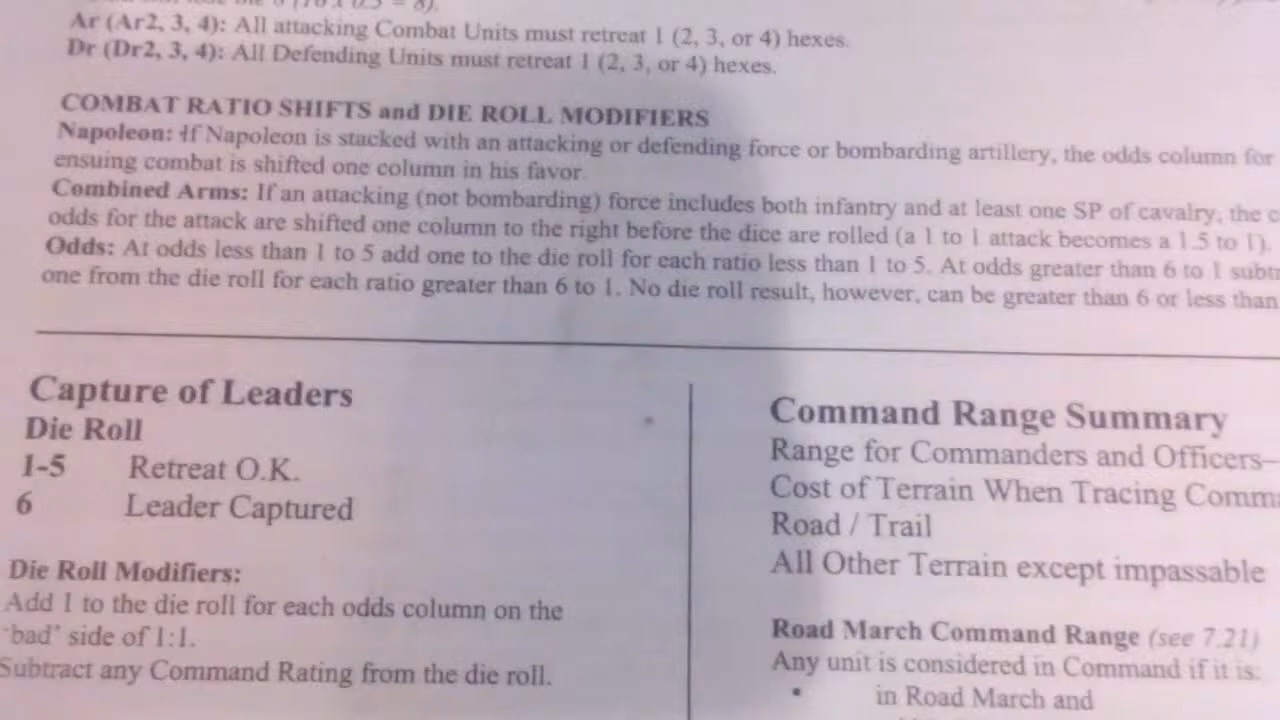 Ar (Ar2, 3, 4): All attacking Combat Units must retreat 1 (2, 3, or 4) hexes.
Dr (Dr2, 3, 4): All Defending Units must retreat 1 (2, 3, or 4) hexes.
COMBAT RATIO SHIFTS and DIE ROLL MODIFIERS
Napoleon: If Napoleon is stacked with an attacking or defending force or bombarding artillery, the odds column for
ensuing combat is shifted one column in his favor.
Combined Arms: If an attacking (not bombarding) force includes both infantry and at least one SP of cavalry, the
odds for the attack are shifted one column to the right before the dice are rolled (a 1 to 1 attack becomes a 1.5 to 1).
Odds: At odds less than 1 to 5 add one to the die roll for each ratio less than 1 to 5. At odds greater than 6 to 1 subtr
one from the die roll for each ratio greater than 6 to 1. No die roll result, however, can be greater than 6 or less than
Capture of Leaders
Die Roll
1-5 Retreat O.K.
6 Leader Captured
Die Roll Modifiers:
Add 1 to the die roll for each odds column on the
"bad" side of 1:1.
Subtract any Command Rating from the die roll.
Command Range Summary
Range for Commanders and Officers—
Cost of Terrain When Tracing Comma
Road / Trail
All Other Terrain except impassable
Road March Command Range (see 7.21)
Any unit is considered in Command if it is:
• in Road March and